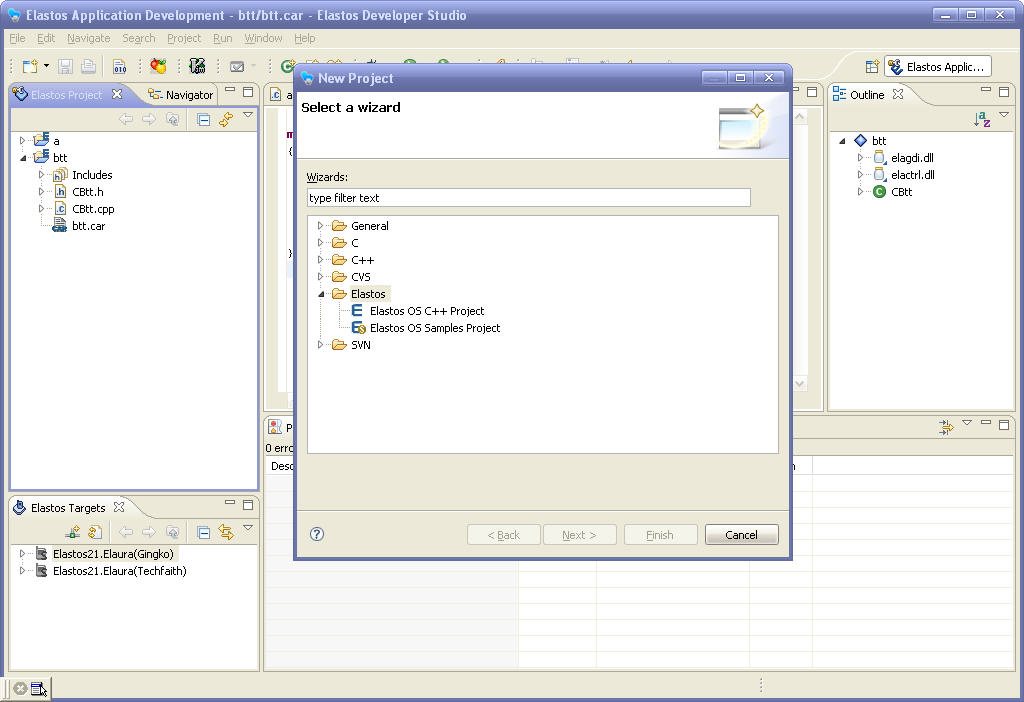 Elastos Application Development - btt/btt.car - Elastos Developer Studio
File Edit Navigate Search Project Run Window Help
Elastos Applic...
Elastos Project
Navigator
a
Outline
a
btt
Includes
CBtt.h
CBtt.cpp
btt.car
m
{
}
btt
elagdi.dll
elactrl.dll
CBtt
New Project
Select a wizard
Wizards:
type filter text
General
C
C++
CVS
Elastos
Elastos OS C++ Project
Elastos OS Samples Project
SVN
< Back
Next >
Finish
Cancel
P
0 erro
Desc
n
Elastos Targets
Elastos21.Elaura(Gingko)
Elastos21.Elaura(Techfaith)